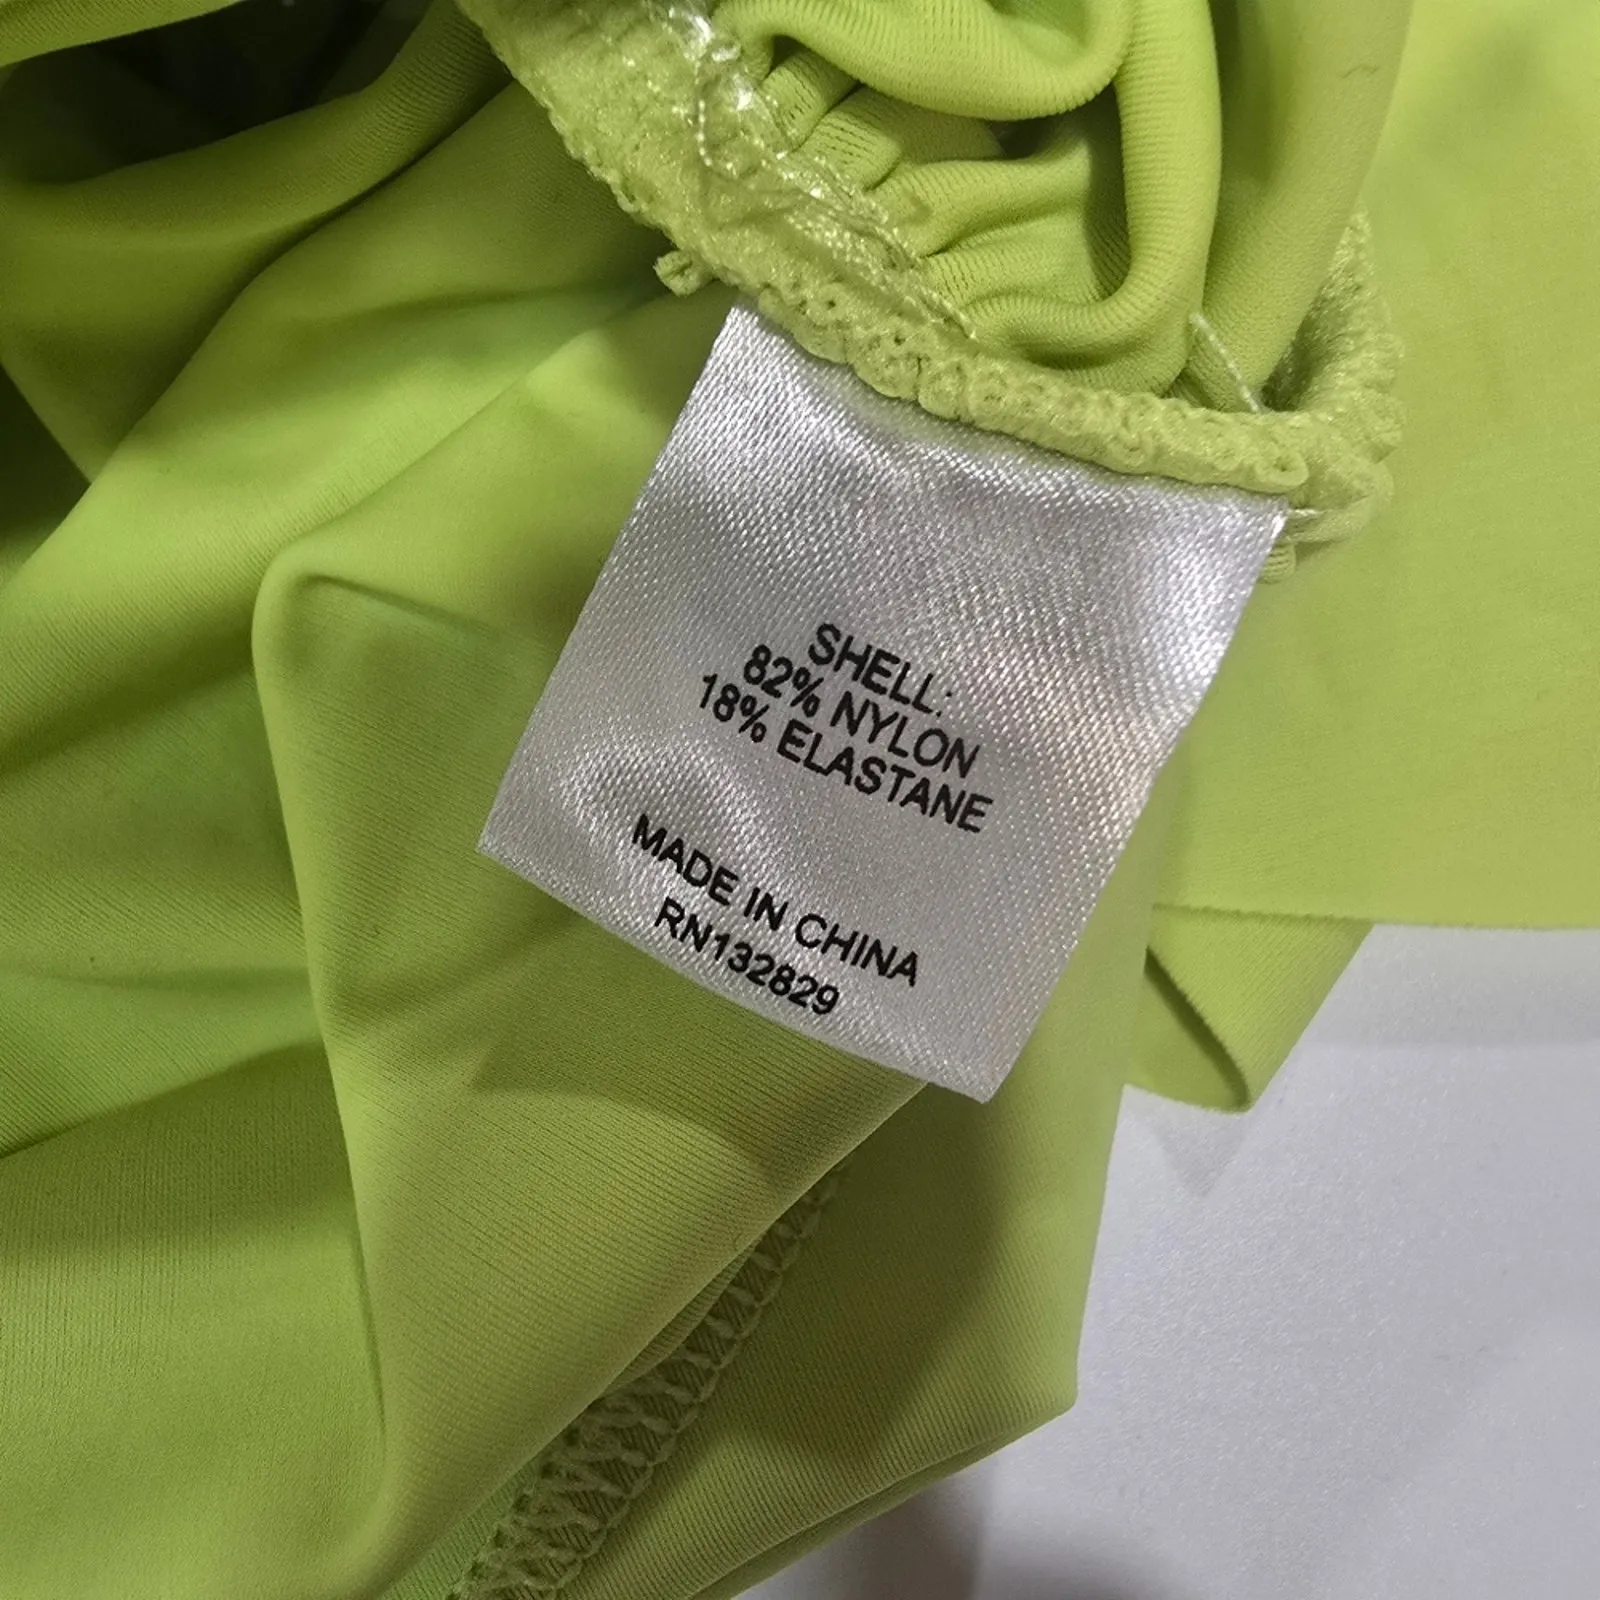 SHELL:
82% NYLON
18% ELASTANE
MADE IN CHINA
RN132829